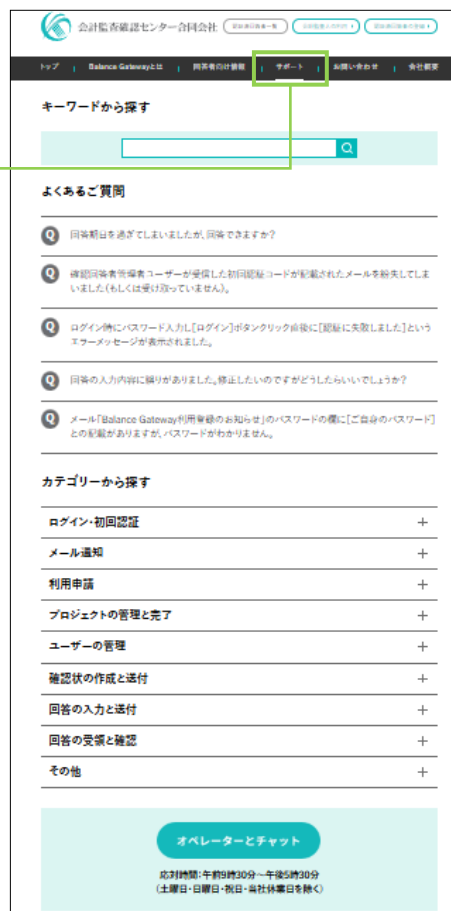 会計監査確認センター合同会社
トップ | Balance Gatewayとは | 回答者向け情報 | サポート | お問い合わせ | 会社概要
キーワードから探す
よくあるご質問
Q 回答期日を過ぎてしまいましたが、回答できますか?
Q 確認回答者管理者ユーザーが受信した初回認証コードが記載されたメールを紛失してしま
いました(もしくは受け取っていません)。
Q ログイン時にパスワード入力し[ログイン]ボタンクリック直後に[認証に失敗しました]という
エラーメッセージが表示されました。
Q 回答の入力内容に誤りがありました。修正したいのですがどうしたらいいでしょうか?
Q メール「Balance Gateway利用登録のお知らせ」のパスワードの欄に[ご自身のパスワード]
との記載がありますが、パスワードがわかりません。
カテゴリーから探す
ログイン・初回認証
メール通知
利用申請
プロジェクトの管理と完了
ユーザーの管理
確認状の作成と送付
回答の入力と送付
回答の受領と確認
その他
オペレーターとチャット
応対時間:午前9時30分~午後5時30分
(土曜日・日曜日・祝日・当社休業日を除く)